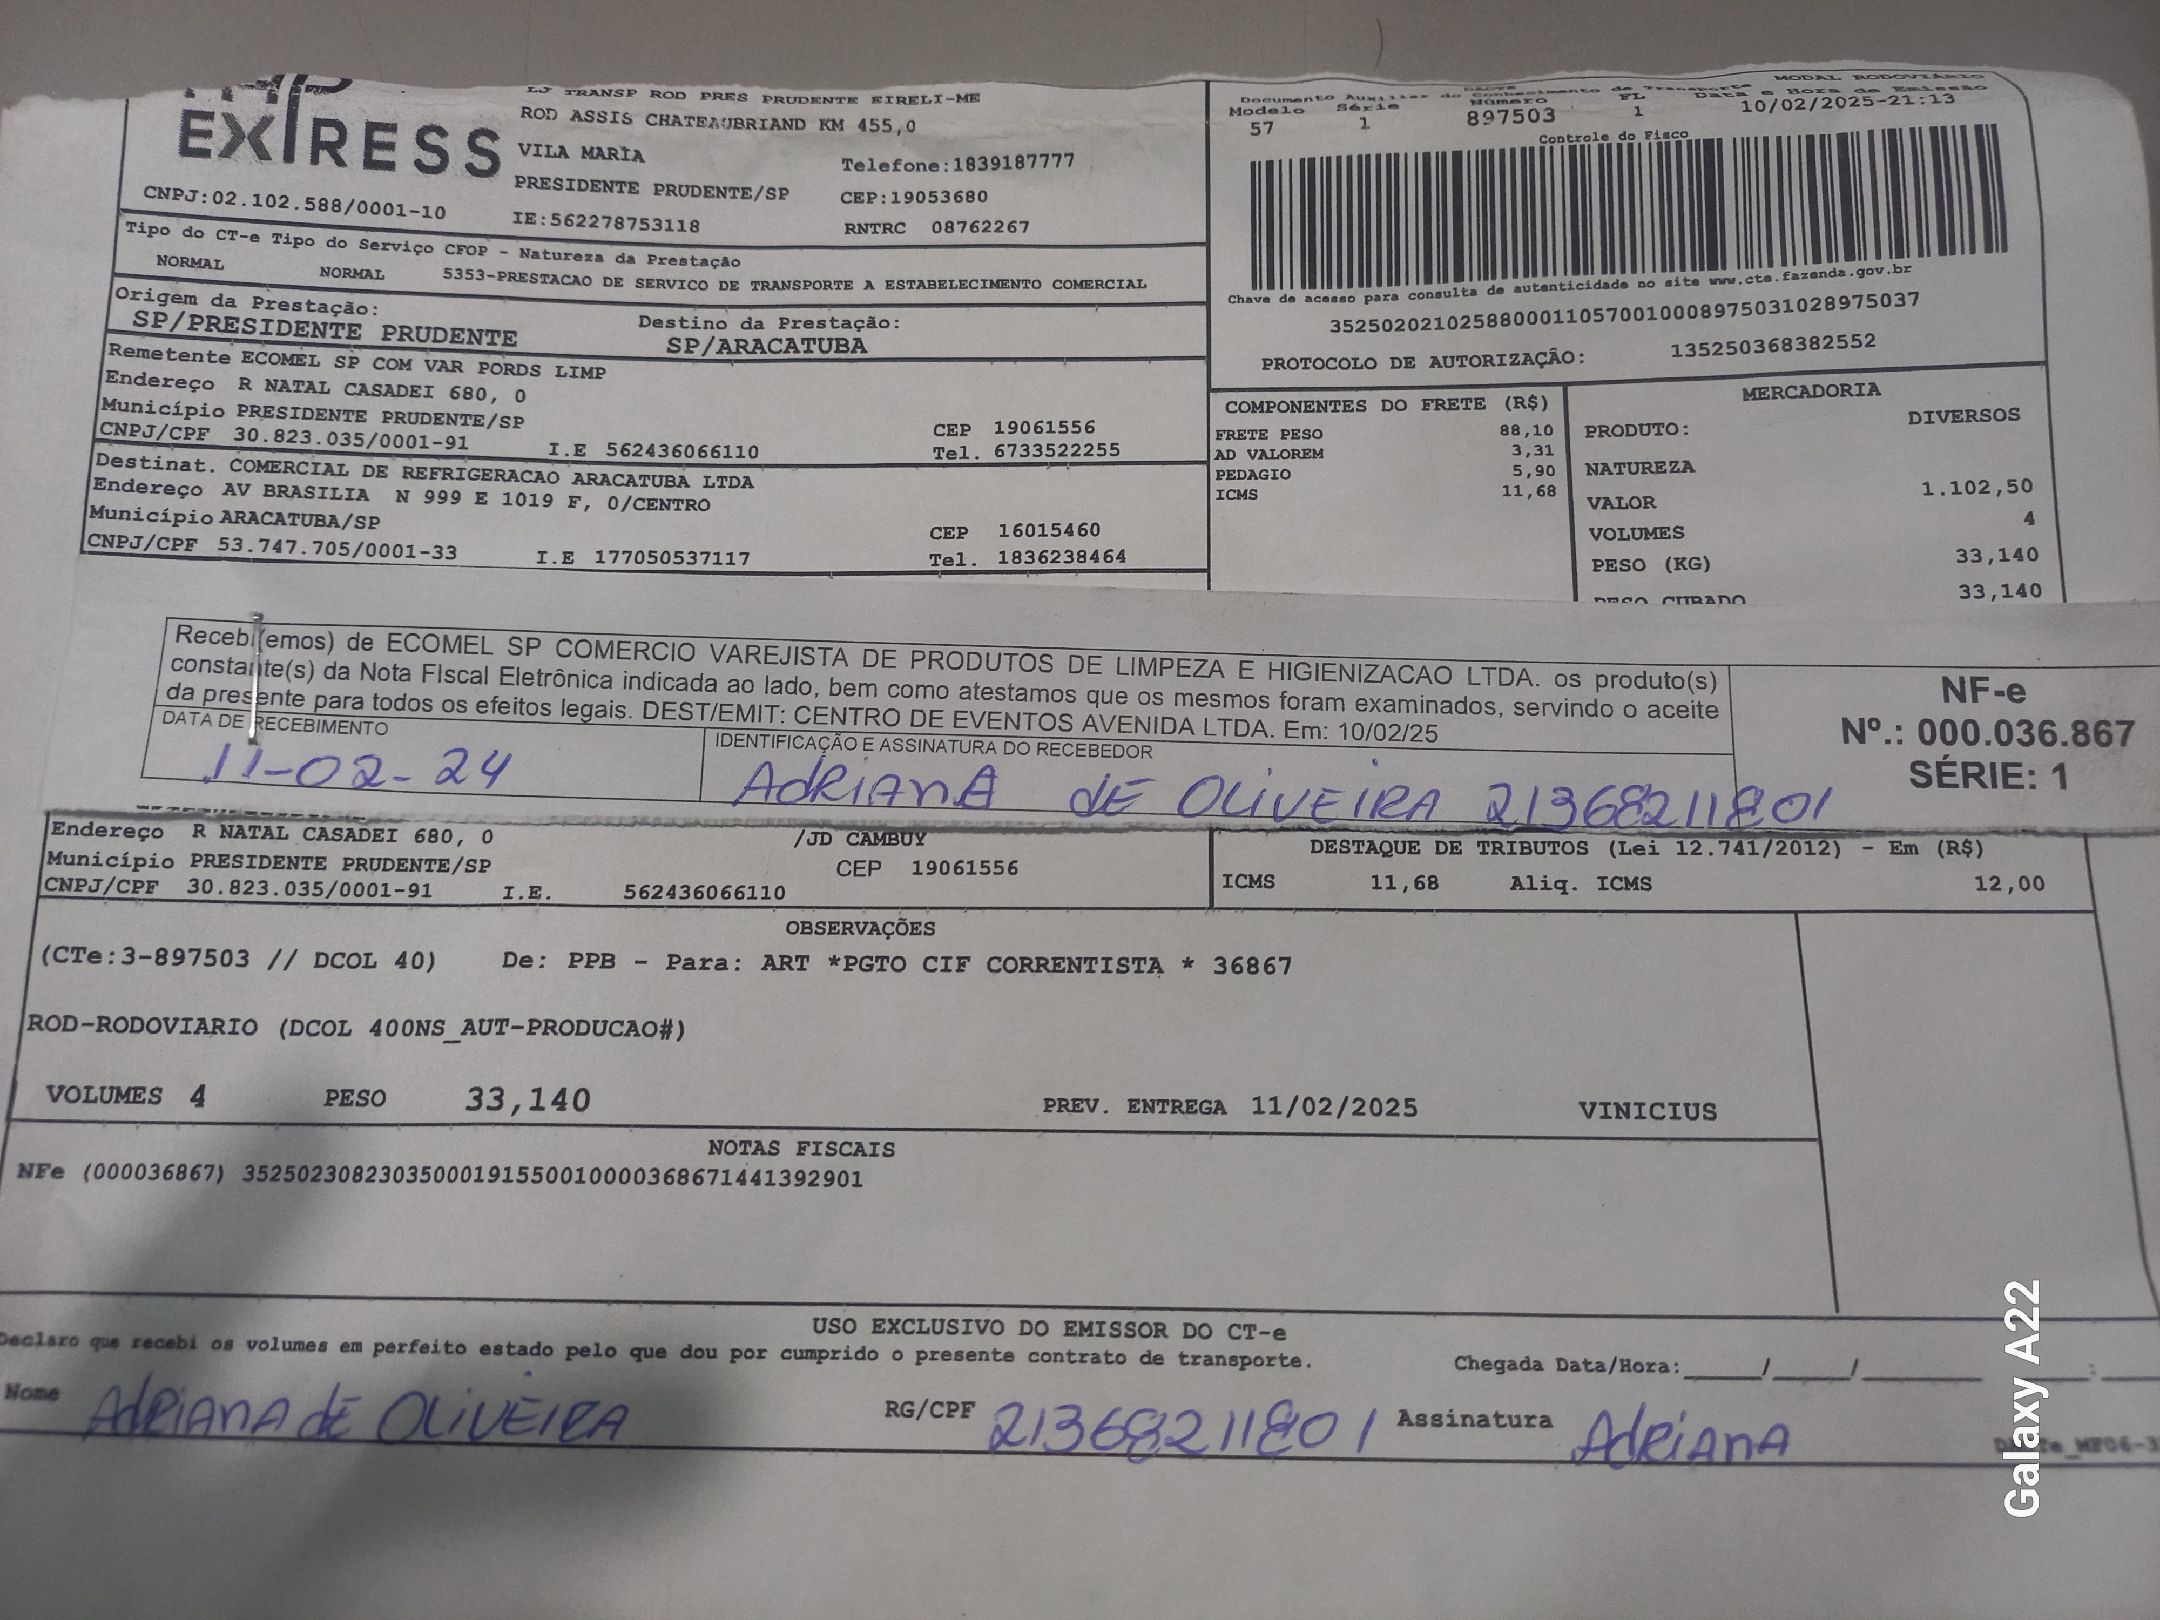 EXPRESS
LJ TRANSP ROD PRES PRUDENTE EIRELI-ME
ROD ASSIS CHATEAUBRIAND KM 455,0
VILA MARIA
Telefone:1839187777
PRESIDENTE PRUDENTE/SP
CEP:19053680
CNPJ:02.102.588/0001-10
IE:562278753118
RNTRC 08762267
MODAL RODOVIÁRIO
DACTE
Documento Auxiliar do Conhecimento de Transporte
Modelo Série Número FL Data e Hora de Emissão
57 1 897503 1 10/02/2025-21:13
Controle do Fisco
Chave de acesso para consulta de autenticidade no site www.cte.fazenda.gov.br
35250202102588000110570010008975031028975037
PROTOCOLO DE AUTORIZAÇÃO: 135250368382552
Tipo do CT-e Tipo do Serviço CFOP - Natureza da Prestação
NORMAL NORMAL 5353-PRESTACAO DE SERVICO DE TRANSPORTE A ESTABELECIMENTO COMERCIAL
Origem da Prestação: Destino da Prestação:
SP/PRESIDENTE PRUDENTE SP/ARACATUBA
Remetente ECOMEL SP COM VAR PORDS LIMP
Endereço R NATAL CASADEI 680, 0
Município PRESIDENTE PRUDENTE/SP CEP 19061556
CNPJ/CPF 30.823.035/0001-91 I.E 562436066110 Tel. 6733522255
Destinat. COMERCIAL DE REFRIGERACAO ARACATUBA LTDA
Endereço AV BRASILIA N 999 E 1019 F, 0/CENTRO
Município ARACATUBA/SP CEP 16015460
CNPJ/CPF 53.747.705/0001-33 I.E 177050537117 Tel. 1836238464
COMPONENTES DO FRETE (R$)
FRETE PESO 88,10
AD VALOREM 3,31
PEDAGIO 5,90
ICMS 11,68
MERCADORIA
PRODUTO: DIVERSOS
NATUREZA
VALOR 1.102,50
VOLUMES 4
PESO (KG) 33,140
PESO CUBADO 33,140
Receb(emos) de ECOMEL SP COMERCIO VAREJISTA DE PRODUTOS DE LIMPEZA E HIGIENIZACAO LTDA. os produto(s)
constante(s) da Nota FIscal Eletrônica indicada ao lado, bem como atestamos que os mesmos foram examinados, servindo o aceite
da presente para todos os efeitos legais. DEST/EMIT: CENTRO DE EVENTOS AVENIDA LTDA. Em: 10/02/25
DATA DE RECEBIMENTO
IDENTIFICAÇÃO E ASSINATURA DO RECEBEDOR
11-02-24
ADRIANA DE OLIVEIRA 21368211801
NF-e
Nº.: 000.036.867
SÉRIE: 1
Endereço R NATAL CASADEI 680, 0 /JD CAMBUY
Município PRESIDENTE PRUDENTE/SP CEP 19061556
CNPJ/CPF 30.823.035/0001-91 I.E. 562436066110
DESTAQUE DE TRIBUTOS (Lei 12.741/2012) - Em (R$)
ICMS 11,68 Aliq. ICMS 12,00
OBSERVAÇÕES
(CTe:3-897503 // DCOL 40) De: PPB - Para: ART *PGTO CIF CORRENTISTA * 36867
ROD-RODOVIARIO (DCOL 400NS_AUT-PRODUCAO#)
VOLUMES 4 PESO 33,140 PREV. ENTREGA 11/02/2025 VINICIUS
NOTAS FISCAIS
NFe (000036867) 35250230823035000191550010000368671441392901
USO EXCLUSIVO DO EMISSOR DO CT-e
Declaro que recebi os volumes em perfeito estado pelo que dou por cumprido o presente contrato de transporte.
Chegada Data/Hora:_____/_____/________ ___:___
Nome ADRIANA DE OLIVEIRA RG/CPF 21368211801 Assinatura ADRIANA
Galaxy A22